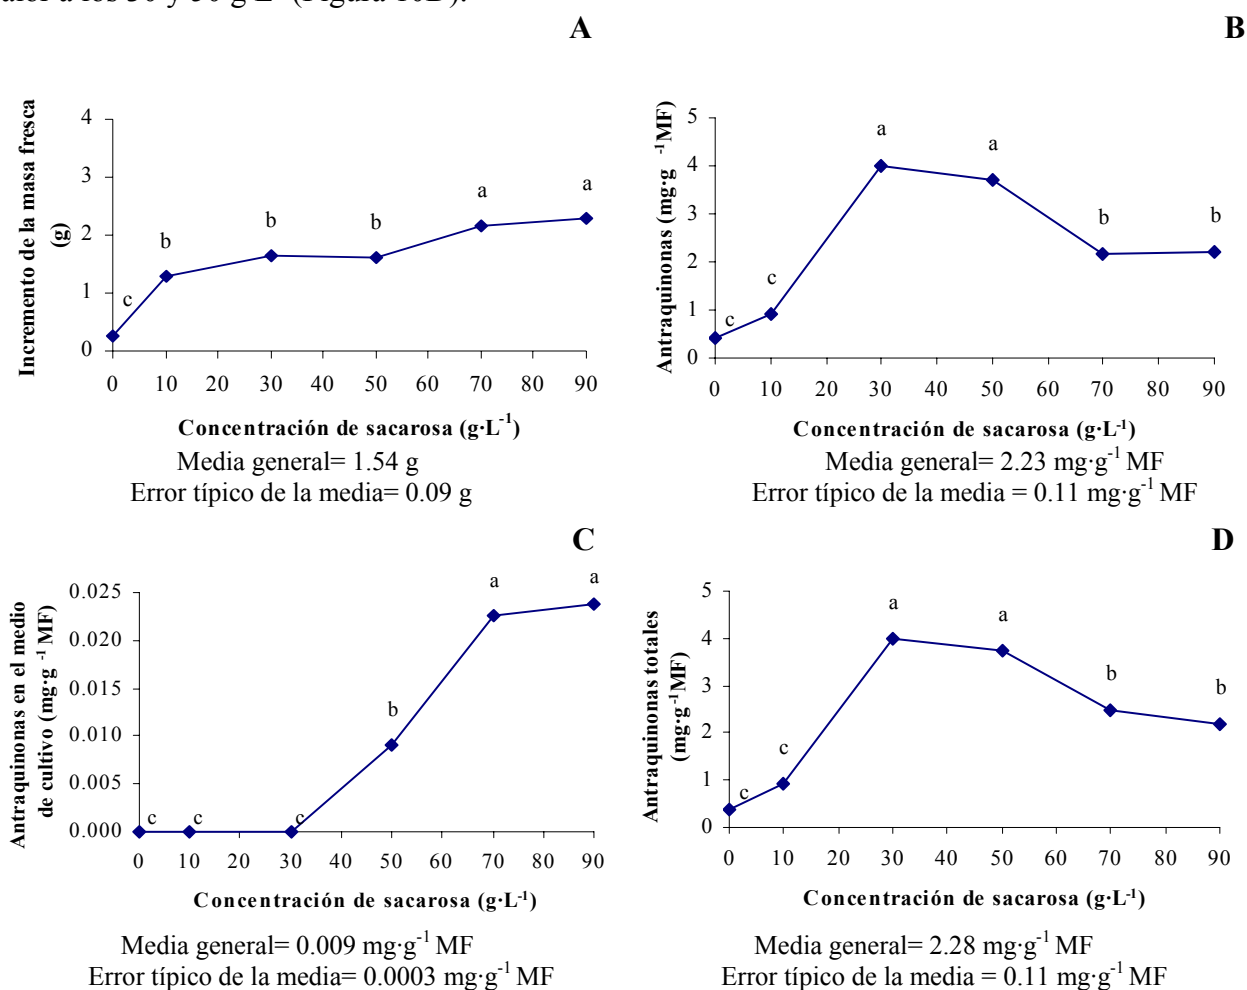 A
Incremento de la masa fresca
(g)
4
3
2
1
0
c
b
b
b
a
a
0 10 20 30 40 50 60 70 80 90
Concentración de sacarosa (g·L-1)
Media general= 1.54 g
Error típico de la media= 0.09 g
B
Antraquinonas (mg·g -1MF)
5
4
3
2
1
0
c
c
a
a
b
b
0 10 20 30 40 50 60 70 80 90
Concentración de sacarosa (g·L-1)
Media general= 2.23 mg·g-1 MF
Error típico de la media = 0.11 mg·g-1 MF
C
Antraquinonas en el medio
de cultivo (mg·g -1 MF)
0.025
0.020
0.015
0.010
0.005
0.000
c
c
c
b
a
a
0 10 20 30 40 50 60 70 80 90
Concentración de sacarosa (g·L-1)
Media general= 0.009 mg·g-1 MF
Error típico de la media= 0.0003 mg·g-1 MF
D
Antraquinonas totales
(mg·g-1MF)
5
4
3
2
1
0
c
c
a
a
b
b
0 10 20 30 40 50 60 70 80 90
Concentración de sacarosa (g·L-1)
Media general= 2.28 mg·g-1 MF
Error típico de la media = 0.11 mg·g-1 MF